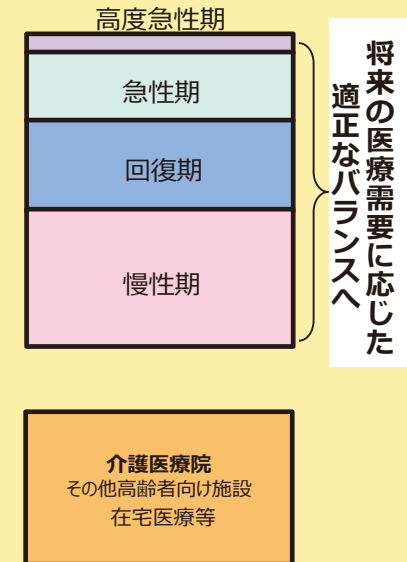 高度急性期
急性期
回復期
慢性期
将来の医療需要に応じた
適正なバランスへ
介護医療院
その他高齢者向け施設
在宅医療等